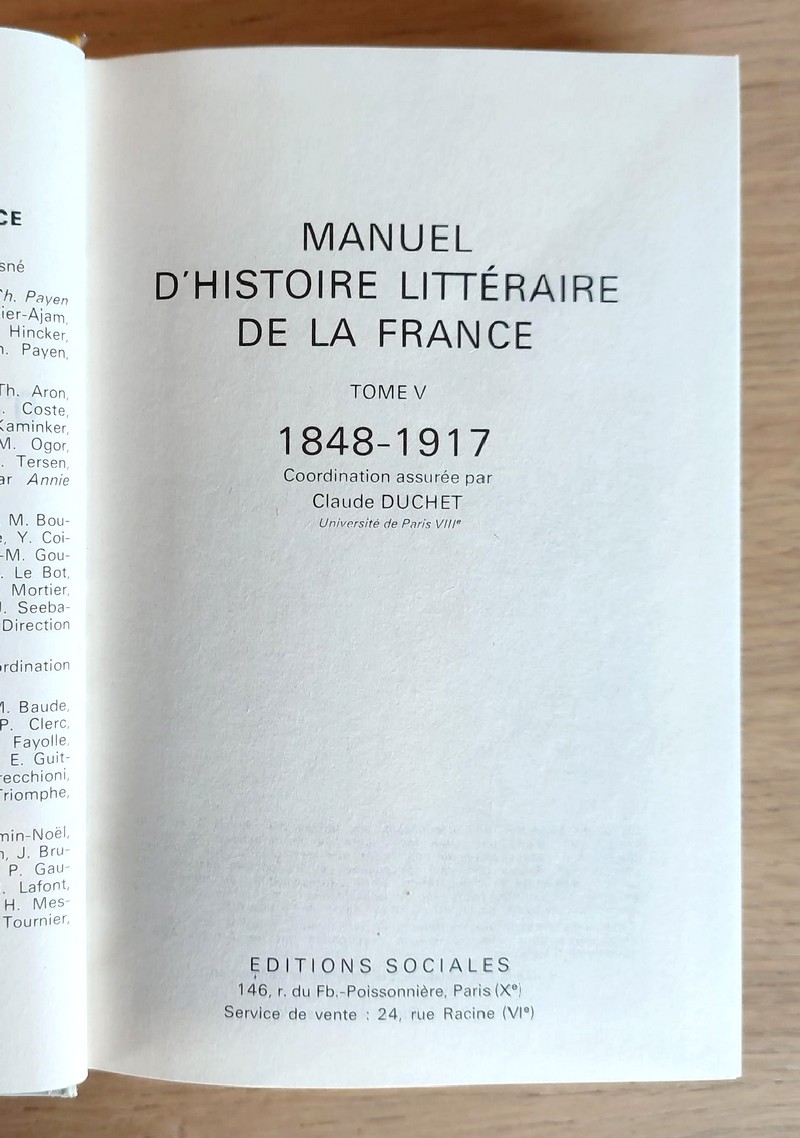 CE
sné
Ch. Payen
ier-Ajam,
Hincker,
Payen,
Th. Aron,
Coste,
Kaminker,
M. Ogor,
Tersen,
ar Annie
M. Bou-
e, Y. Coi-
-M. Gou-
Le Bot,
Mortier,
J. Seeba-
Direction
ordination
M. Baude,
P. Clerc,
Fayolle,
E. Guit-
recchioni,
Triomphe,
min-Noël,
n, J. Bru-
P. Gau-
Lafont,
H. Mes-
Tournier,
MANUEL
D'HISTOIRE LITTÉRAIRE
DE LA FRANCE
TOME V
1848-1917
Coordination assurée par
Claude DUCHET
Université de Paris VIIIe
EDITIONS SOCIALES
146, r. du Fb.-Poissonnière, Paris (Xe)
Service de vente : 24, rue Racine (VIe)